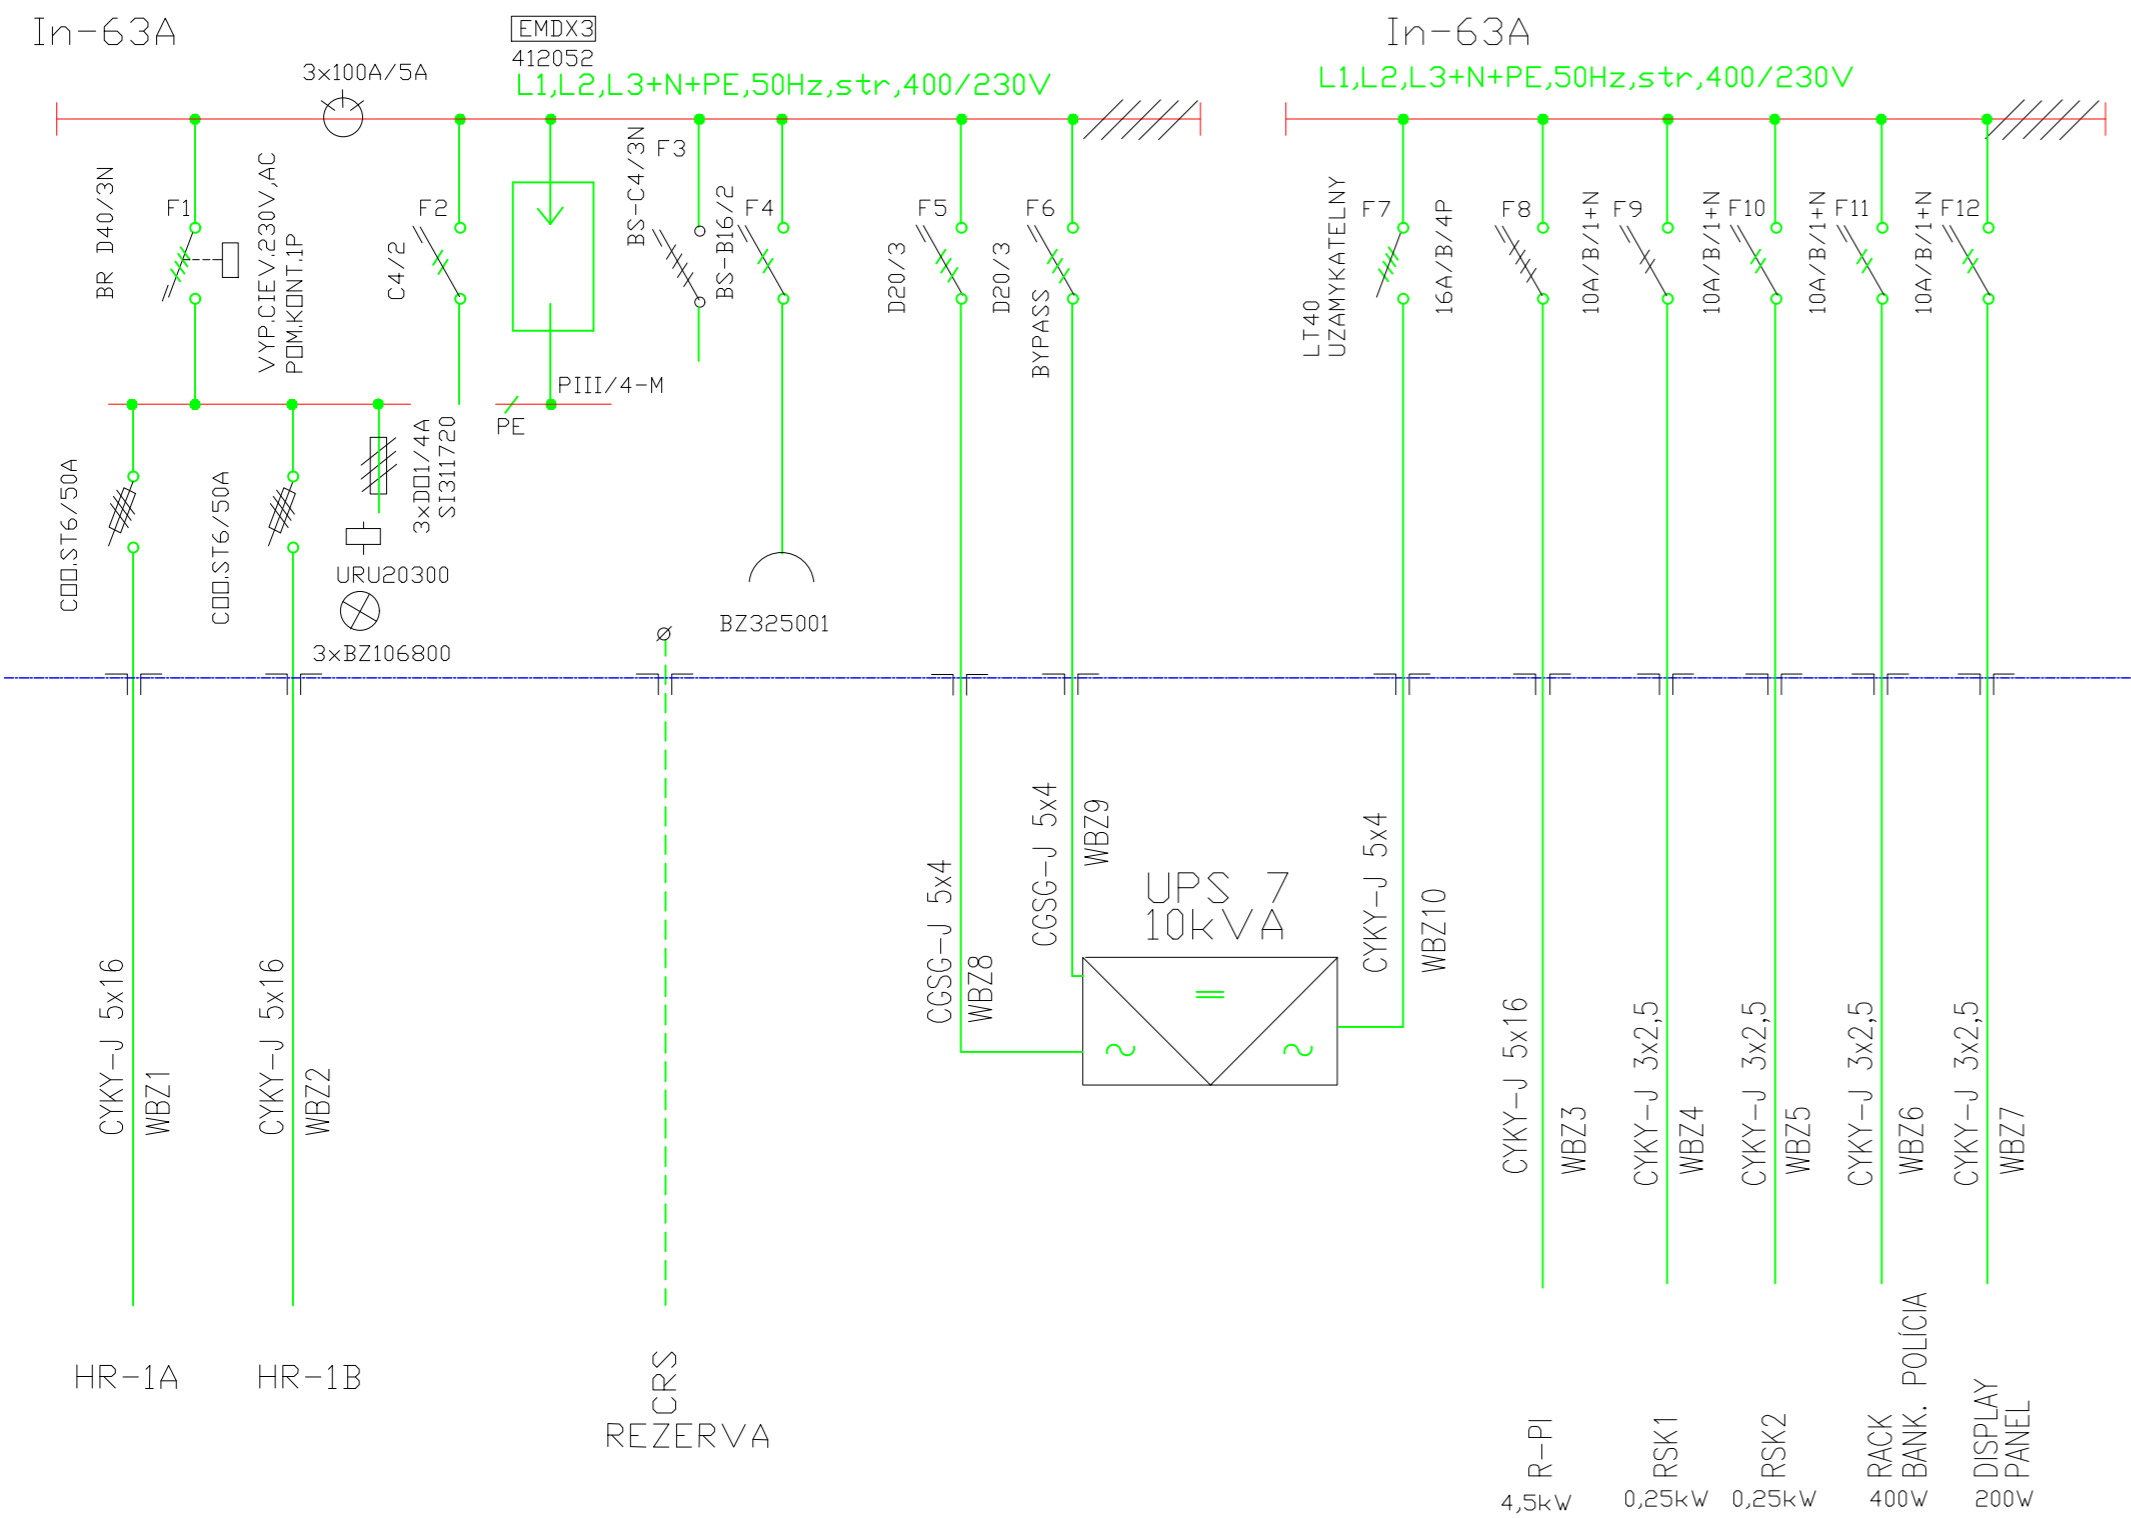 In-63A
EMDX3
412052
3x100A/5A
L1,L2,L3+N+PE,50Hz,str,400/230V
In-63A
L1,L2,L3+N+PE,50Hz,str,400/230V
BR D40/3N
F1
VYP.CIEV.230V,AC
POM.KONT.1P
F2
C4/2
BS-C4/3N
F3
BS-B16/2
F4
F5
D20/3
F6
D20/3
BYPASS
F7
LT40
UZAMYKATELNY
16A/B/4P
F8
F9
10A/B/1+N
F10
10A/B/1+N
F11
10A/B/1+N
F12
10A/B/1+N
PIII/4-M
PE
COO.ST6/50A
COO.ST6/50A
3xDO1/4A
SI311720
URU20300
3xBZ106800
BZ325001
CYKY-J 5x16
WBZ1
CYKY-J 5x16
WBZ2
CGSG-J 5x4
WBZ8
CGSG-J 5x4
WBZ9
UPS 7
10kVA
CYKY-J 5x4
WBZ10
CYKY-J 5x16
WBZ3
CYKY-J 3x2,5
WBZ4
CYKY-J 3x2,5
WBZ5
CYKY-J 3x2,5
WBZ6
CYKY-J 3x2,5
WBZ7
HR-1A
HR-1B
CRS
REZERVA
R-PI
4,5kW
RSK1
0,25kW
RSK2
0,25kW
RACK
BANK. POLÍCIA
400W
DISPLAY
PANEL
200W